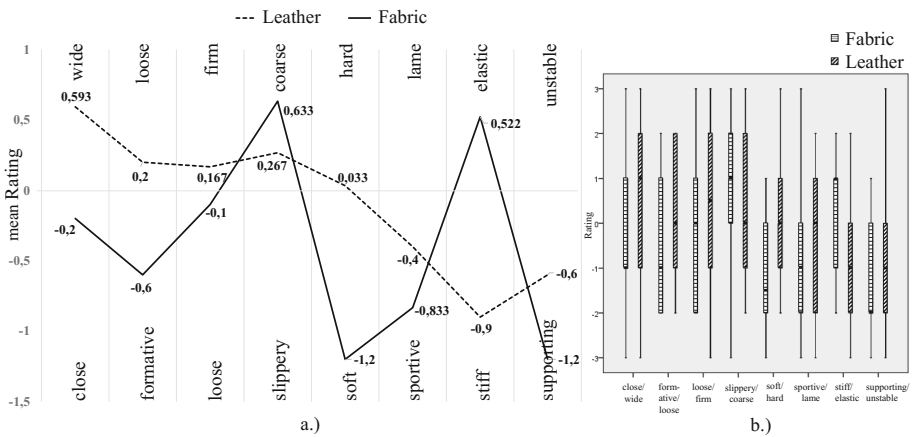 Leather Fabric
1
0,5
0
-0,5
-1
-1,5
mean Rating
wide
loose
firm
coarse
hard
lame
elastic
unstable
0,593
0,2
0,167
0,267
0,033
-0,4
-0,9
-0,6
-0,2
-0,6
-0,1
0,633
-1,2
-0,833
0,522
-1,2
close
formative
loose
slippery
soft
sportive
stiff
supporting
a.)
Fabric
Leather
3
2
1
0
-1
-2
-3
Rating
close/
wide
form-
ative/
loose
loose/
firm
slippery/
coarse
soft/
hard
sportive/
lame
stiff/
elastic
supporting/
unstable
b.)